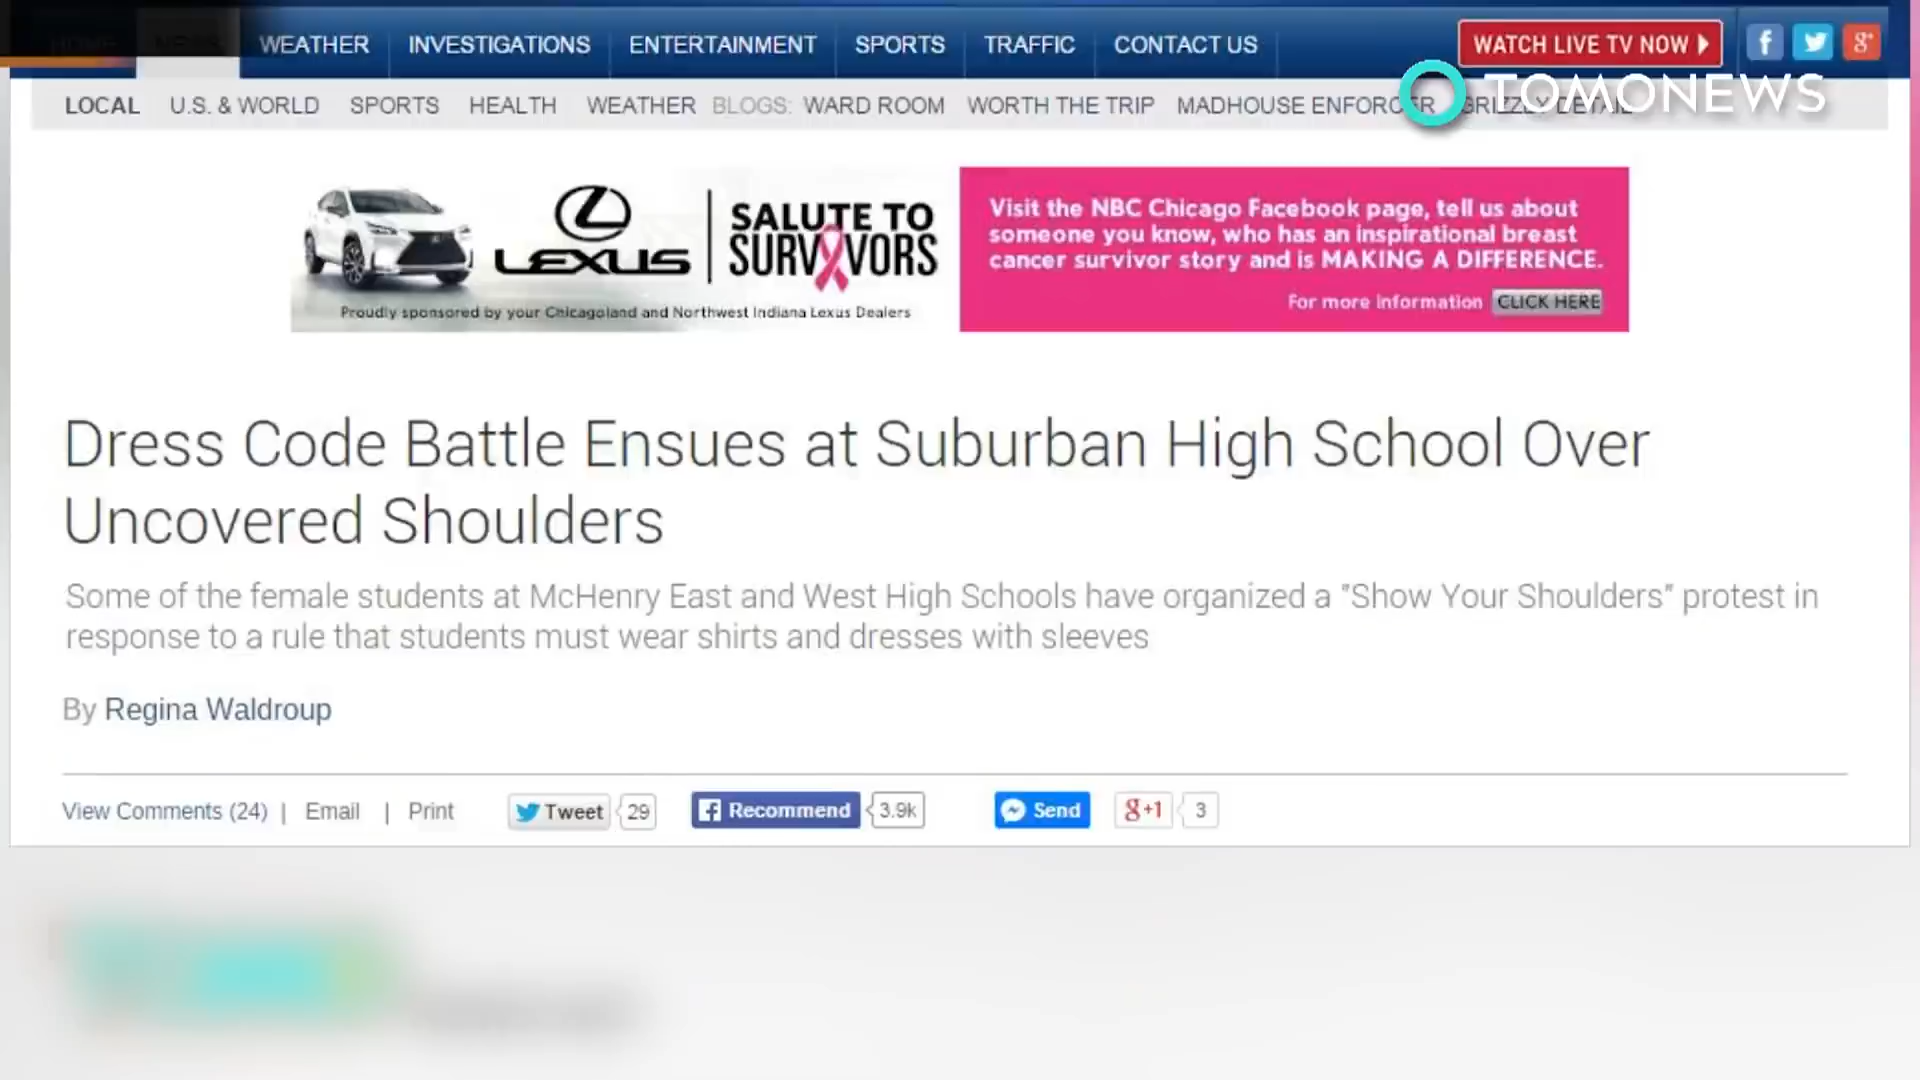 WEATHER INVESTIGATIONS ENTERTAINMENT SPORTS TRAFFIC CONTACT US WATCH LIVE TV NOW
TOMONEWS
LOCAL U.S. & WORLD SPORTS HEALTH WEATHER BLOGS: WARD ROOM WORTH THE TRIP MADHOUSE ENFORCER GRIZZLY DETAIL
LEXUS
SALUTE TO
SURVIVORS
Proudly sponsored by your Chicagoland and Northwest Indiana Lexus Dealers
Visit the NBC Chicago Facebook page, tell us about
someone you know, who has an inspirational breast
cancer survivor story and is MAKING A DIFFERENCE.
For more information CLICK HERE
Dress Code Battle Ensues at Suburban High School Over
Uncovered Shoulders
Some of the female students at McHenry East and West High Schools have organized a "Show Your Shoulders" protest in
response to a rule that students must wear shirts and dresses with sleeves
By Regina Waldroup
View Comments (24) | Email | Print Tweet 29 Recommend 3.9k Send g+1 3